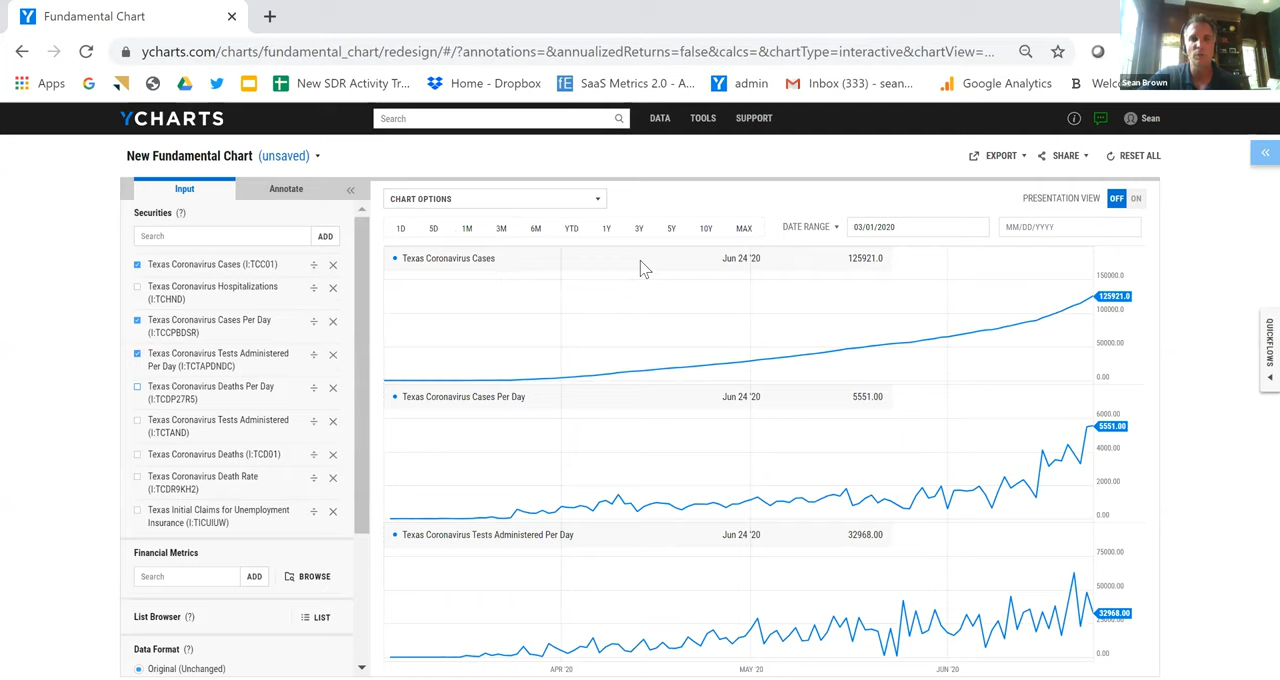 Fundamental Chart
ycharts.com/charts/fundamental_chart/redesign/#/?annotations=&annualizedReturns=false&calcs=&chartType=interactive&chartView=...
Apps
New SDR Activity Tr...
Home - Dropbox
SaaS Metrics 2.0 - A...
admin
Inbox (333) - sean...
Google Analytics
Welc
Sean Brown
YCHARTS
Search
DATA
TOOLS
SUPPORT
Sean
New Fundamental Chart (unsaved)
EXPORT
SHARE
RESET ALL
Input
Annotate
Securities (?)
Search
ADD
Texas Coronavirus Cases (I:TCC01)
Texas Coronavirus Hospitalizations
(I:TCHND)
Texas Coronavirus Cases Per Day
(I:TCCPBDSR)
Texas Coronavirus Tests Administered
Per Day (I:TCTAPDNDC)
Texas Coronavirus Deaths Per Day
(I:TCDP27R5)
Texas Coronavirus Tests Administered
(I:TCTAND)
Texas Coronavirus Deaths (I:TCD01)
Texas Coronavirus Death Rate
(I:TCDR9KH2)
Texas Initial Claims for Unemployment
Insurance (I:TICUIUW)
Financial Metrics
Search
ADD
BROWSE
List Browser (?)
LIST
Data Format (?)
Original (Unchanged)
CHART OPTIONS
PRESENTATION VIEW OFF ON
1D 5D 1M 3M 6M YTD 1Y 3Y 5Y 10Y MAX
DATE RANGE
03/01/2020
MM/DD/YYYY
Texas Coronavirus Cases Jun 24 '20 125921.0
150000.0
125921.0
100000.0
50000.00
0.00
Texas Coronavirus Cases Per Day Jun 24 '20 5551.00
6000.00
5551.00
4000.00
2000.00
0.00
Texas Coronavirus Tests Administered Per Day Jun 24 '20 32968.00
75000.00
50000.00
32968.00
25000.00
0.00
APR '20
MAY '20
JUN '20
QUICKFLOWS